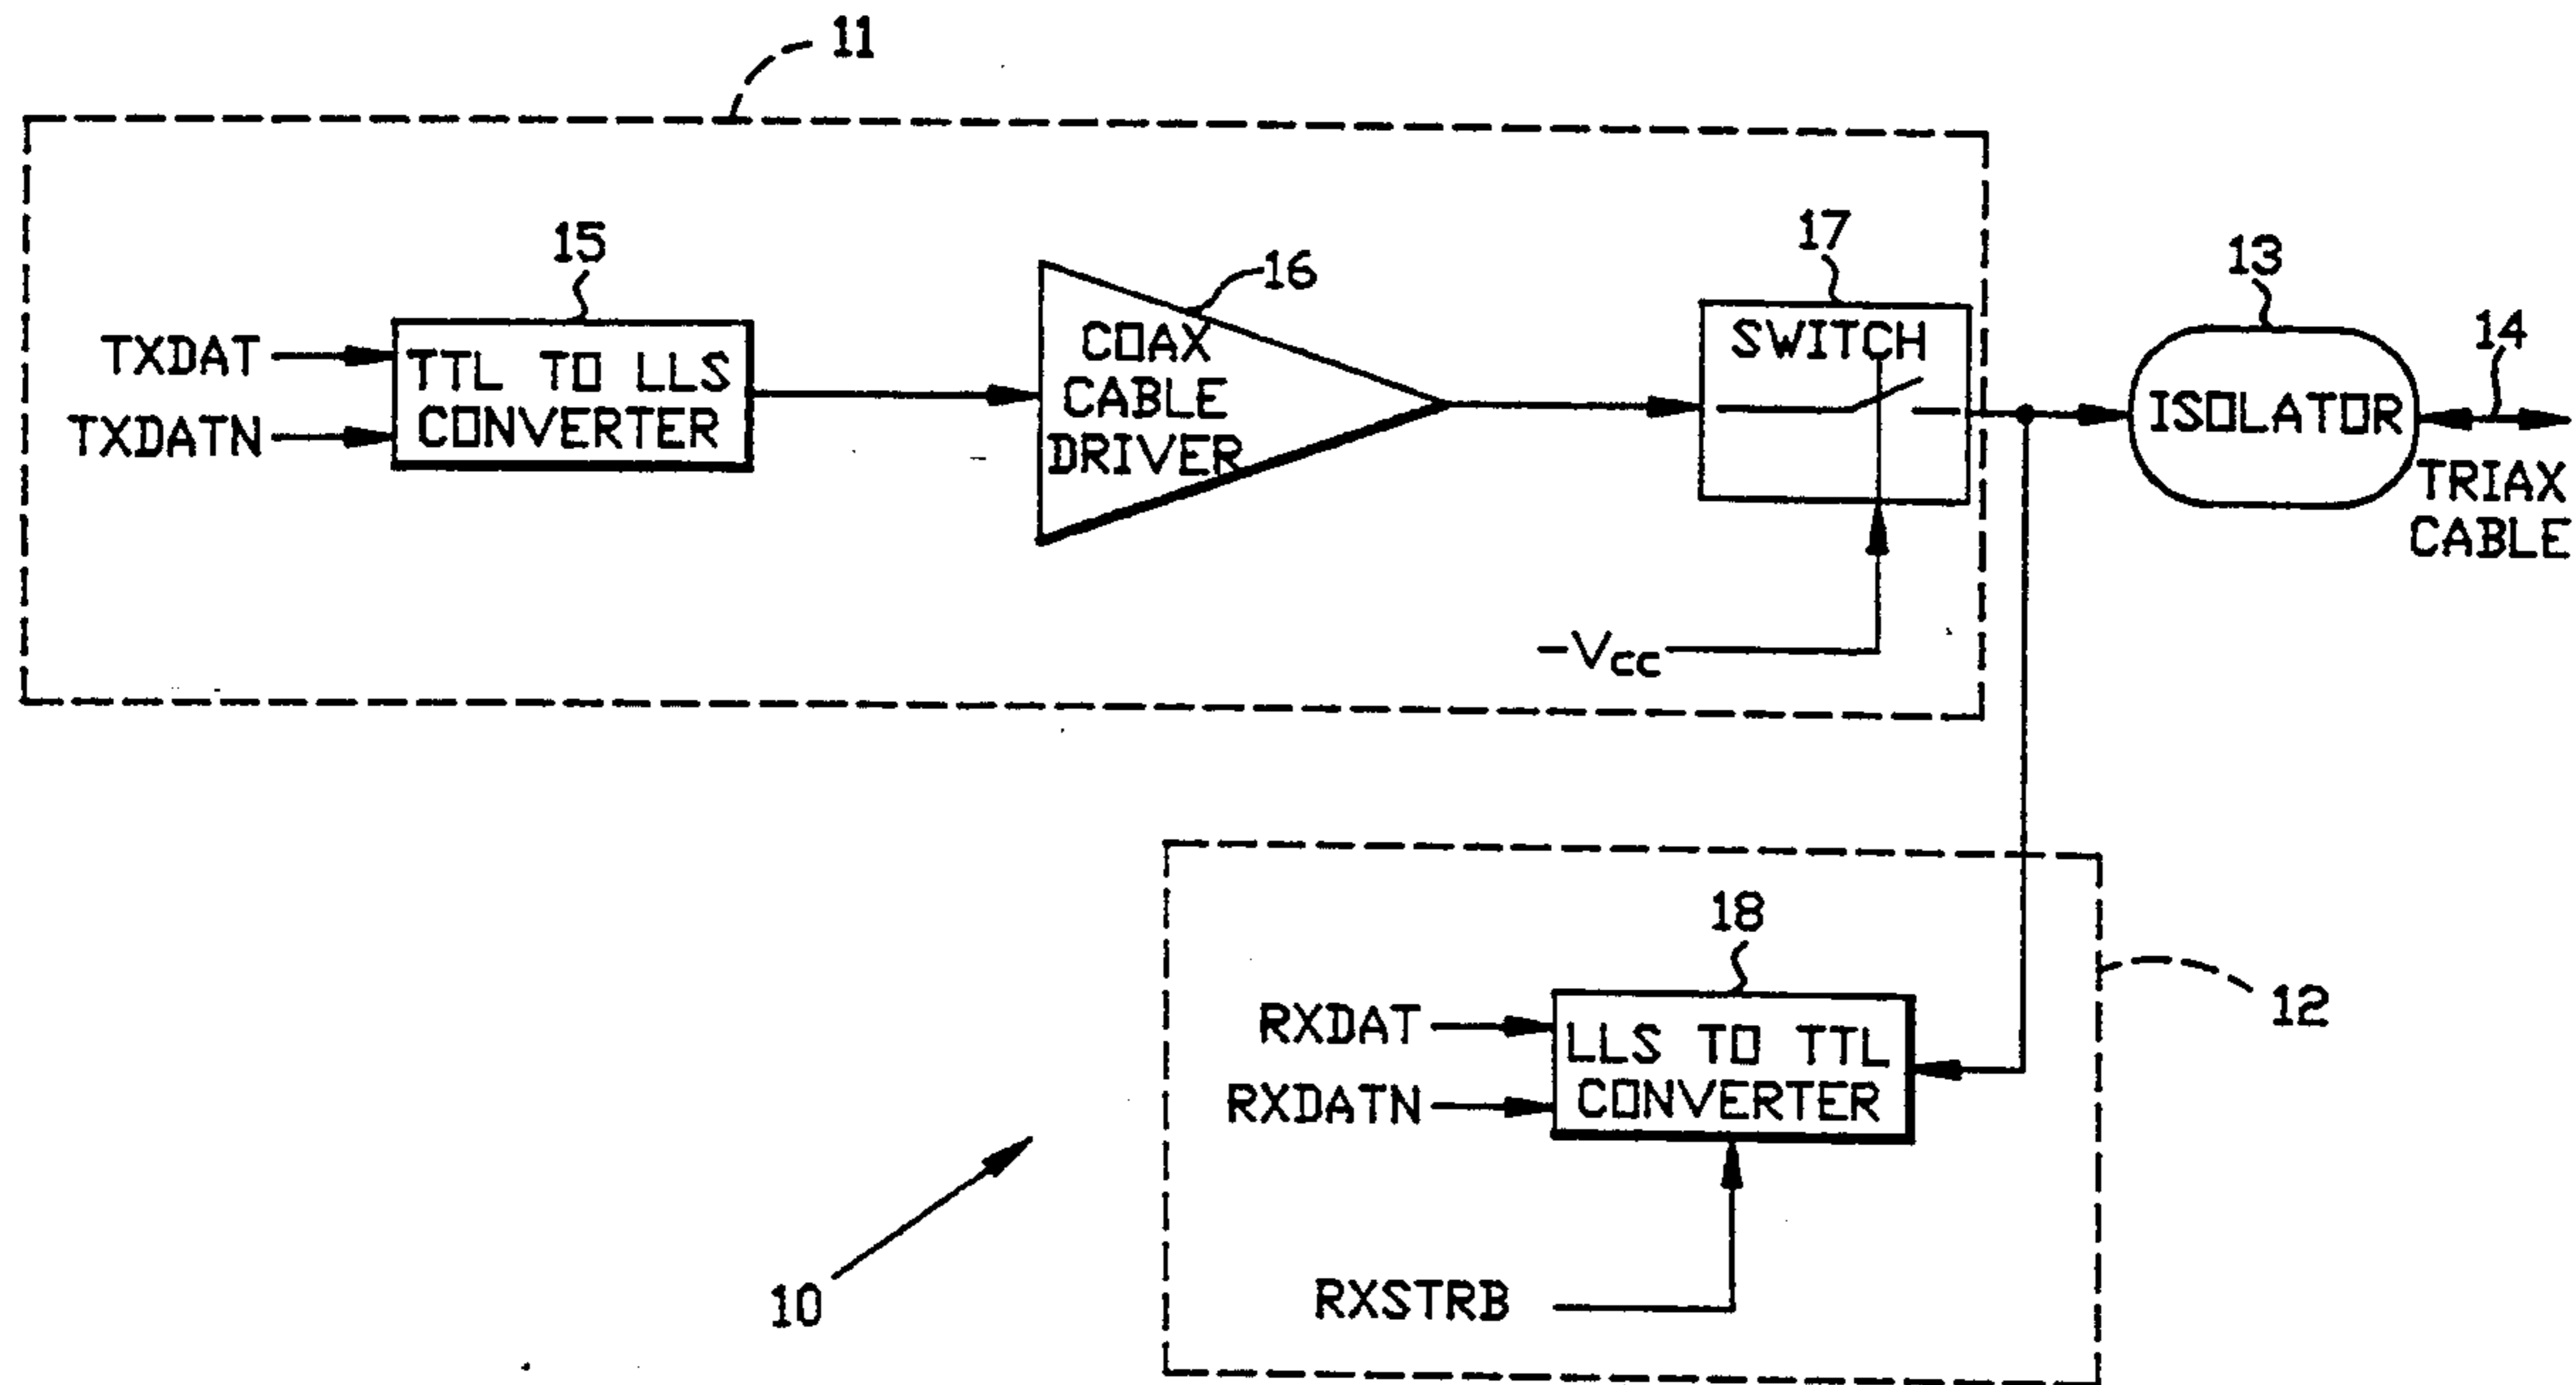 11
15
16
17
13
14
TXDAT
TXDATN
TTL TO LLS
CONVERTER
COAX
CABLE
DRIVER
SWITCH
ISOLATOR
TRIAX
CABLE
-VCC
18
12
RXDAT
RXDATN
LLS TO TTL
CONVERTER
RXSTRB
10